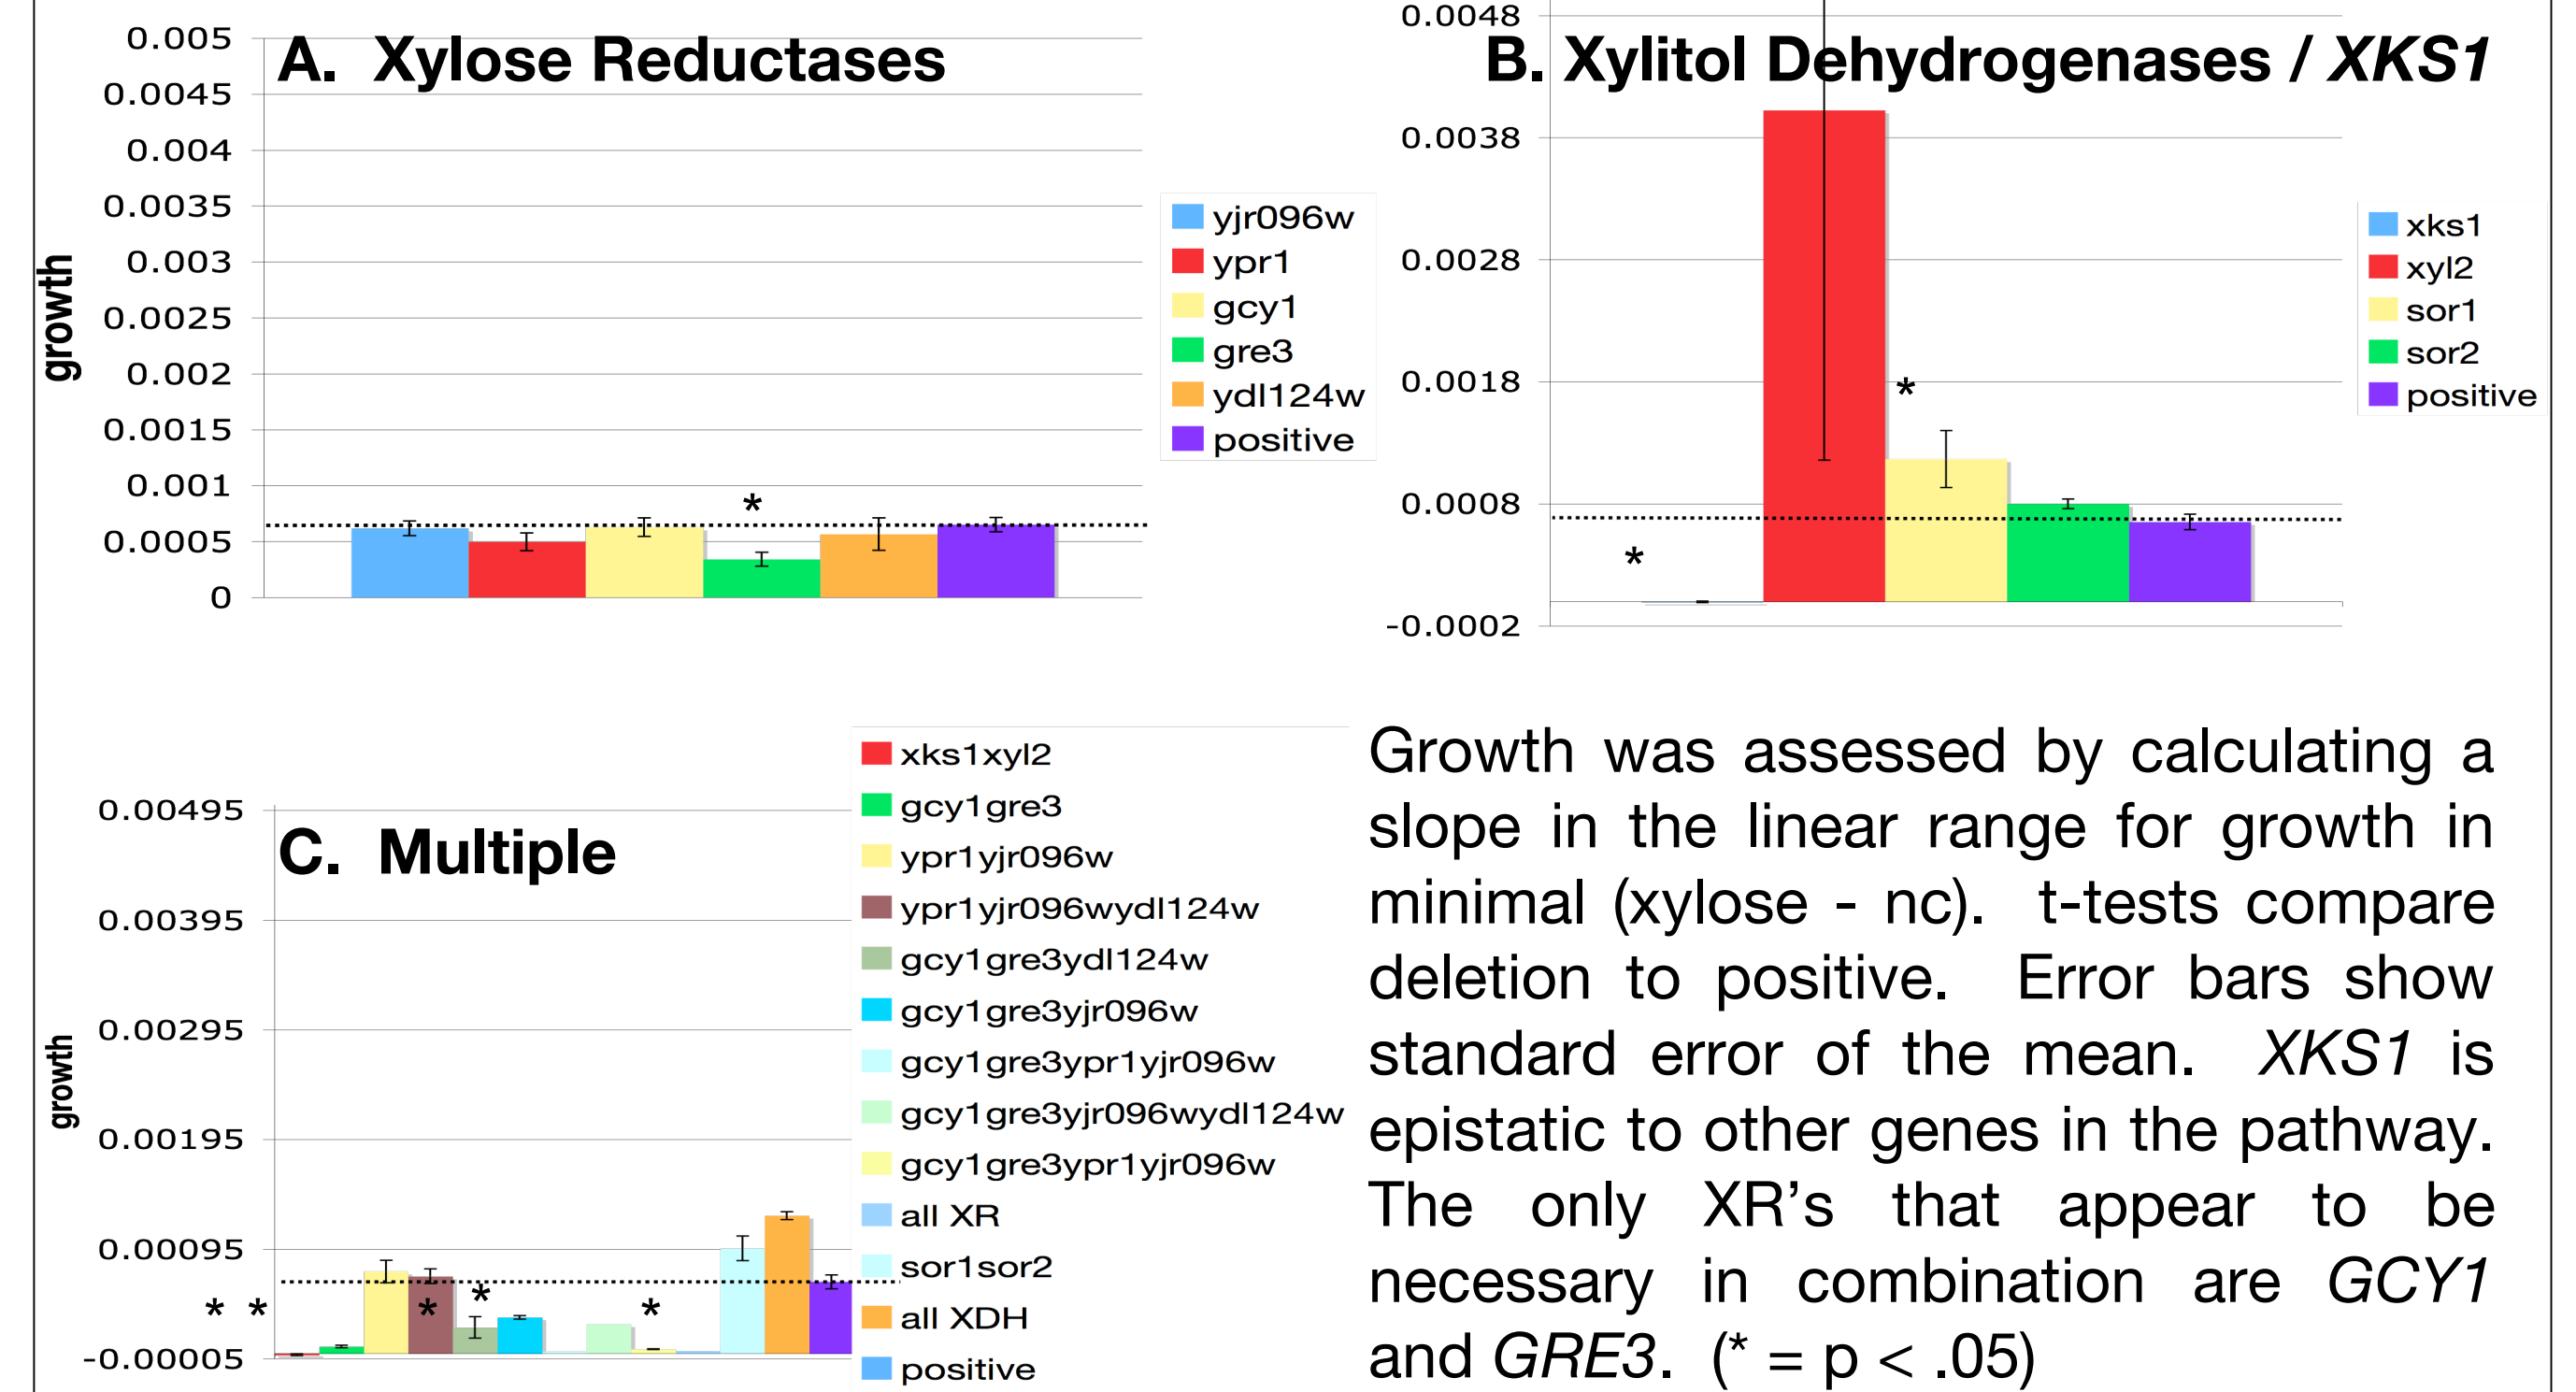 A. Xylose Reductases
growth
0.005
0.0045
0.004
0.0035
0.003
0.0025
0.002
0.0015
0.001
0.0005
0
*
yjr096w
ypr1
gcy1
gre3
ydl124w
positive
B. Xylitol Dehydrogenases / XKS1
0.0048
0.0038
0.0028
0.0018
0.0008
-0.0002
*
*
xks1
xyl2
sor1
sor2
positive
C. Multiple
growth
0.00495
0.00395
0.00295
0.00195
0.00095
-0.00005
* *
*
*
*
xks1xyl2
gcy1gre3
ypr1yjr096w
ypr1yjr096wydl124w
gcy1gre3ydl124w
gcy1gre3yjr096w
gcy1gre3ypr1yjr096w
gcy1gre3yjr096wydl124w
gcy1gre3ypr1yjr096w
all XR
sor1sor2
all XDH
positive
Growth was assessed by calculating a
slope in the linear range for growth in
minimal (xylose - nc). t-tests compare
deletion to positive. Error bars show
standard error of the mean. XKS1 is
epistatic to other genes in the pathway.
The only XR's that appear to be
necessary in combination are GCY1
and GRE3. (* = p < .05)